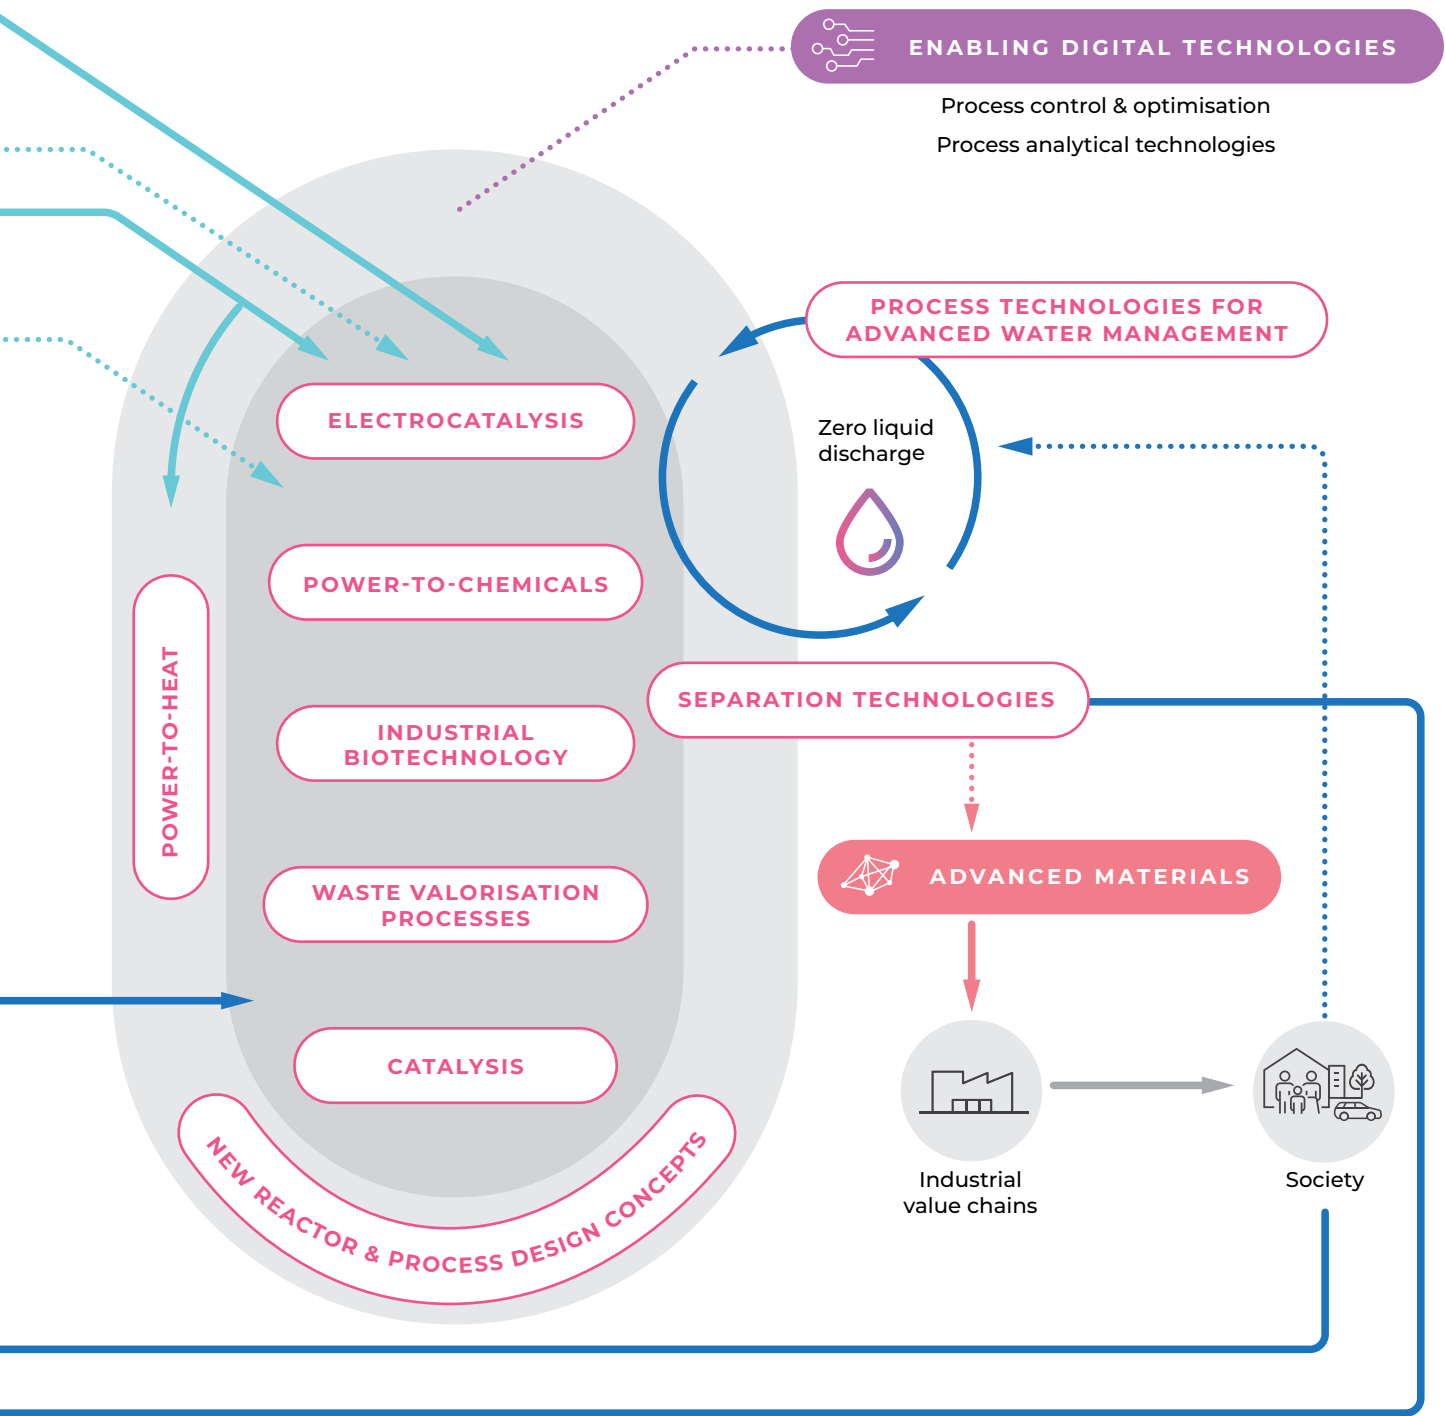 ENABLING DIGITAL TECHNOLOGIES
Process control & optimisation
Process analytical technologies
PROCESS TECHNOLOGIES FOR
ADVANCED WATER MANAGEMENT
ELECTROCATALYSIS
Zero liquid
discharge
POWER-TO-CHEMICALS
POWER-TO-HEAT
SEPARATION TECHNOLOGIES
INDUSTRIAL
BIOTECHNOLOGY
ADVANCED MATERIALS
WASTE VALORISATION
PROCESSES
CATALYSIS
NEW REACTOR & PROCESS DESIGN CONCEPTS
Industrial
value chains
Society